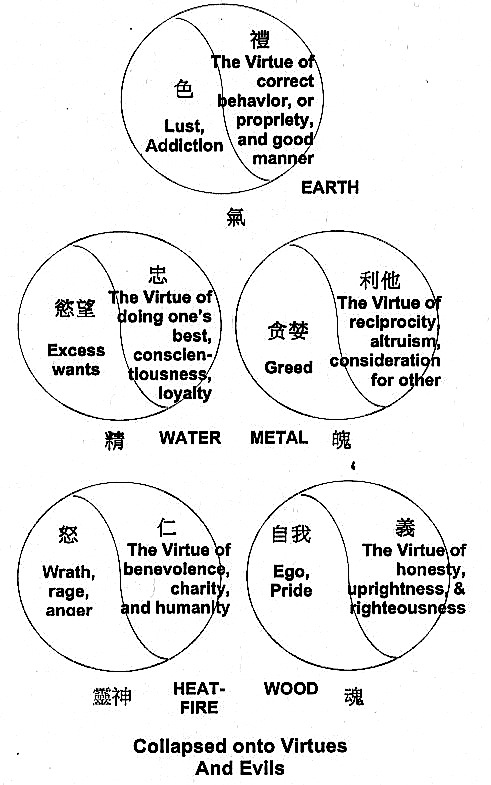 禮
The Virtue of
correct
behavior, or
propriety,
and good
manner
色
Lust,
Addiction
EARTH
氣
慾望
Excess
wants
忠
The Virtue of
doing one's
best,
conscien-
tiousness,
loyalty
贪婪
Greed
利他
The Virtue of
reciprocity
altruism,
consideration
for other
精 WATER METAL 魄
怒
Wrath,
rage,
anger
仁
The Virtue of
benevolence,
charity,
and humanity
自我
Ego,
Pride
義
The Virtue of
honesty,
uprightness, &
righteousness
靈神 HEAT-
FIRE
WOOD 魂
Collapsed onto Virtues
And Evils